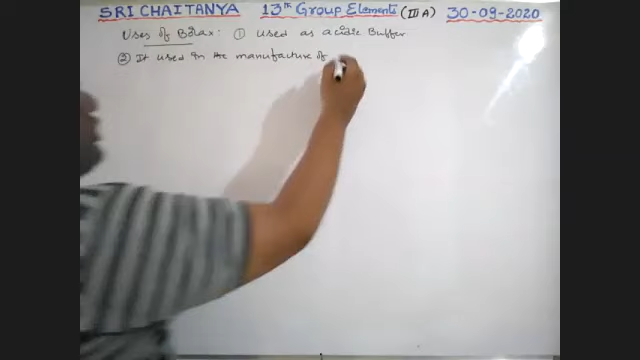 SRI CHAITANYA 13th Group Elements (III A) 30-09-2020
Uses of Borax: ① used as acidic Buffer
② It used in the manufacture of